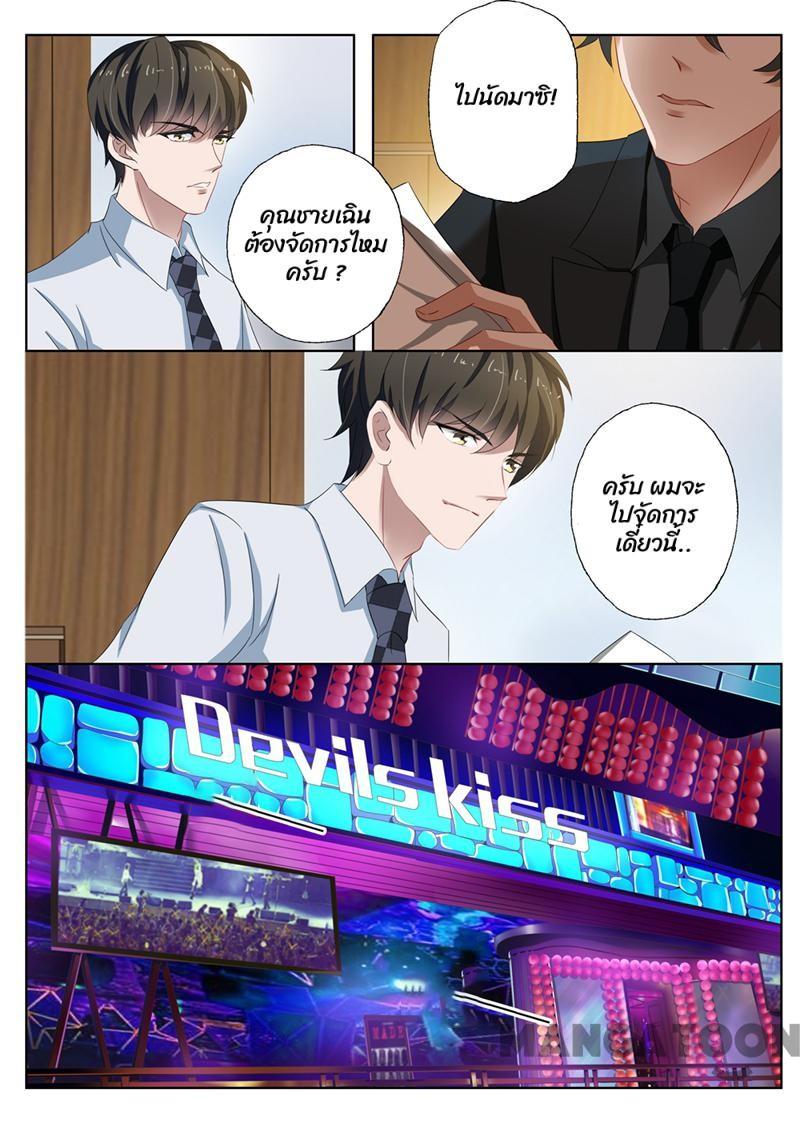 คุณชายเฉิน
ต้องจัดการไหม
ครับ ?
ไปนัดมาซิ!
ครับ ผมจะ
ไปจัดการ
เดี๋ยวนี้..
Devils kiss
MADE
MANGATOON